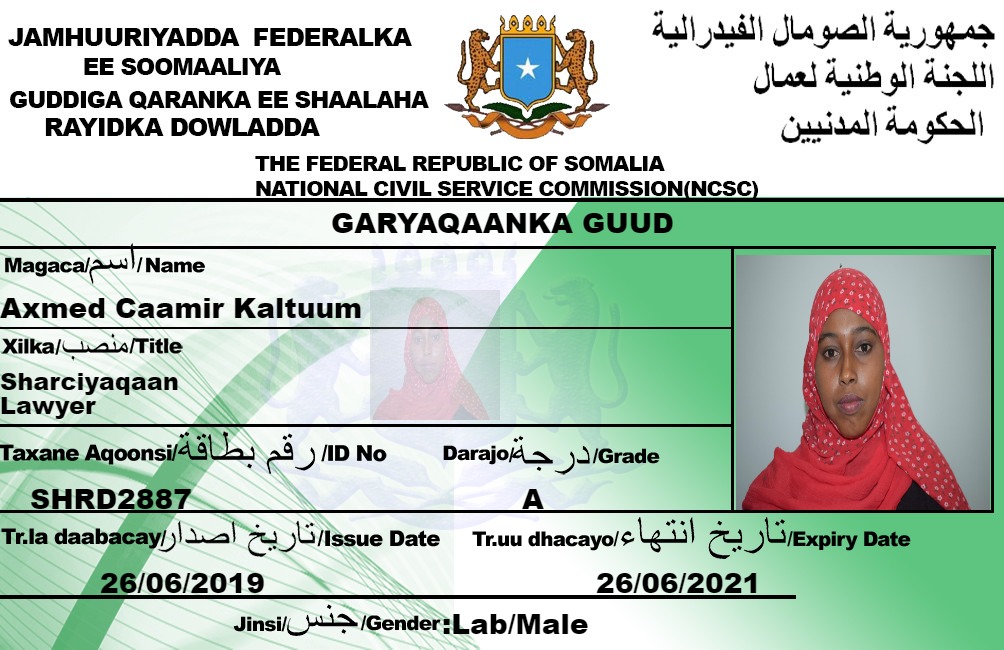 JAMHUURIYADDA FEDERALKA
EE SOOMAALIYA
GUDDIGA QARANKA EE SHAALAHA
RAYIDKA DOWLADDA
جمهورية الصومال الفيدرالية
اللجنة الوطنية لعمال
الحكومة المدنيين
THE FEDERAL REPUBLIC OF SOMALIA
NATIONAL CIVIL SERVICE COMMISSION(NCSC)
GARYAQAANKA GUUD
Magaca/اسم/Name
Axmed Caamir Kaltuum
Xilka/منصب/Title
Sharciyaqaan
Lawyer
Taxane Aqoonsi/رقم بطاقة/ID No
SHRD2887
Darajo/درجة/Grade
A
Tr.la daabacay/تاريخ اصدار/Issue Date
26/06/2019
Tr.uu dhacayo/تاريخ انتهاء/Expiry Date
26/06/2021
Jinsi/جنس/Gender:Lab/Male